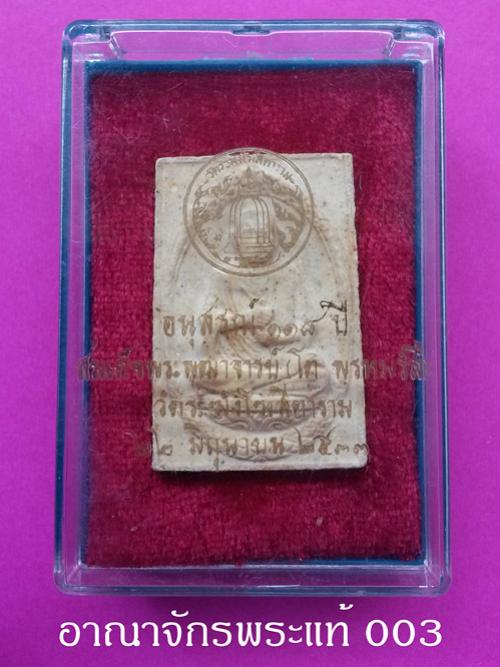 วัดระฆังโฆสิตาราม
อนุสรณ์ ๑๑๘ ปี
สมเด็จพระพุฒาจารย์ (โต พฺรหฺมรํสี)
วัดระฆังโฆสิตาราม
๒๒ มิถุนายน ๒๕๓๓
อาณาจักรพระแท้ 003